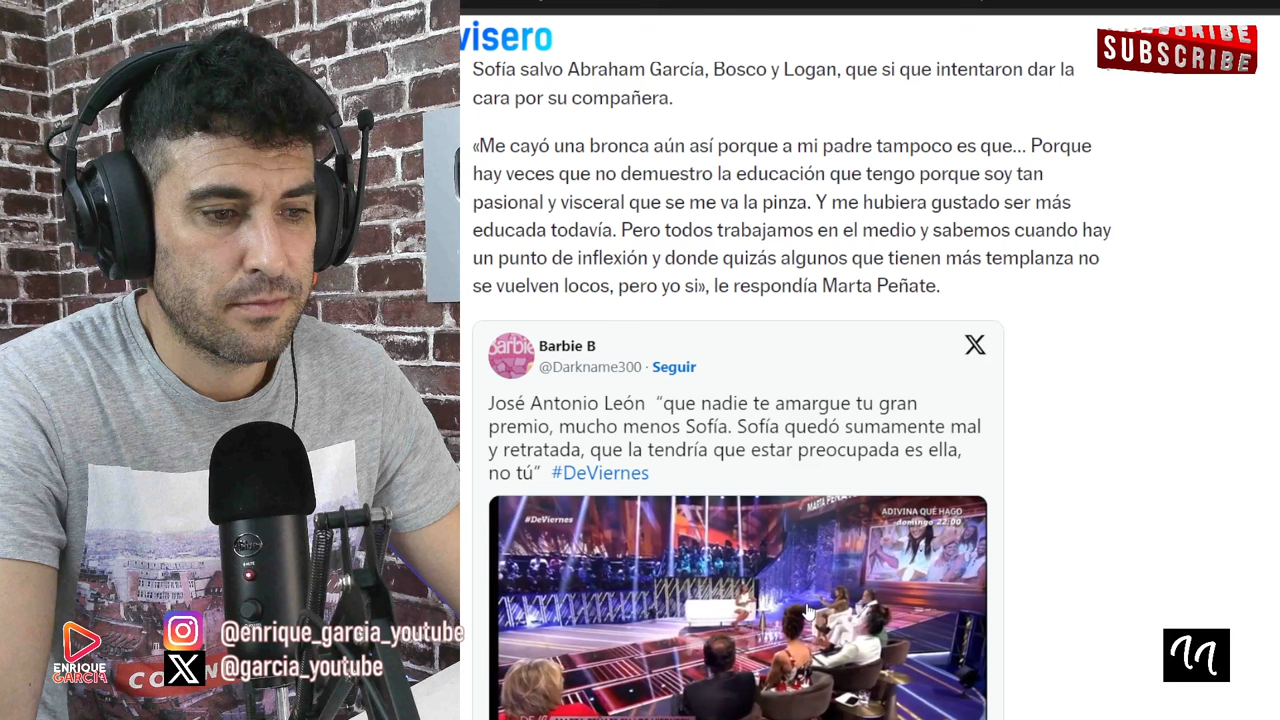 visero
SUBSCRIBE
SUBSCRIBE
Sofía salvo Abraham García, Bosco y Logan, que si que intentaron dar la
cara por su compañera.
«Me cayó una bronca aún así porque a mi padre tampoco es que... Porque
hay veces que no demuestro la educación que tengo porque soy tan
pasional y visceral que se me va la pinza. Y me hubiera gustado ser más
educada todavía. Pero todos trabajamos en el medio y sabemos cuando hay
un punto de inflexión y donde quizás algunos que tienen más templanza no
se vuelven locos, pero yo si», le respondía Marta Peñate.
Barbie
Barbie B
@Darkname300 · Seguir
José Antonio León “que nadie te amargue tu gran
premio, mucho menos Sofía. Sofía quedó sumamente mal
y retratada, que la tendría que estar preocupada es ella,
no tú” #DeViernes
#DeViernes
MARTA PEÑATE
ADIVINA QUÉ HAGO
domingo 22:00
@enrique_garcia_youtube
@garcia_youtube
ENRIQUE
GARCIA
CO